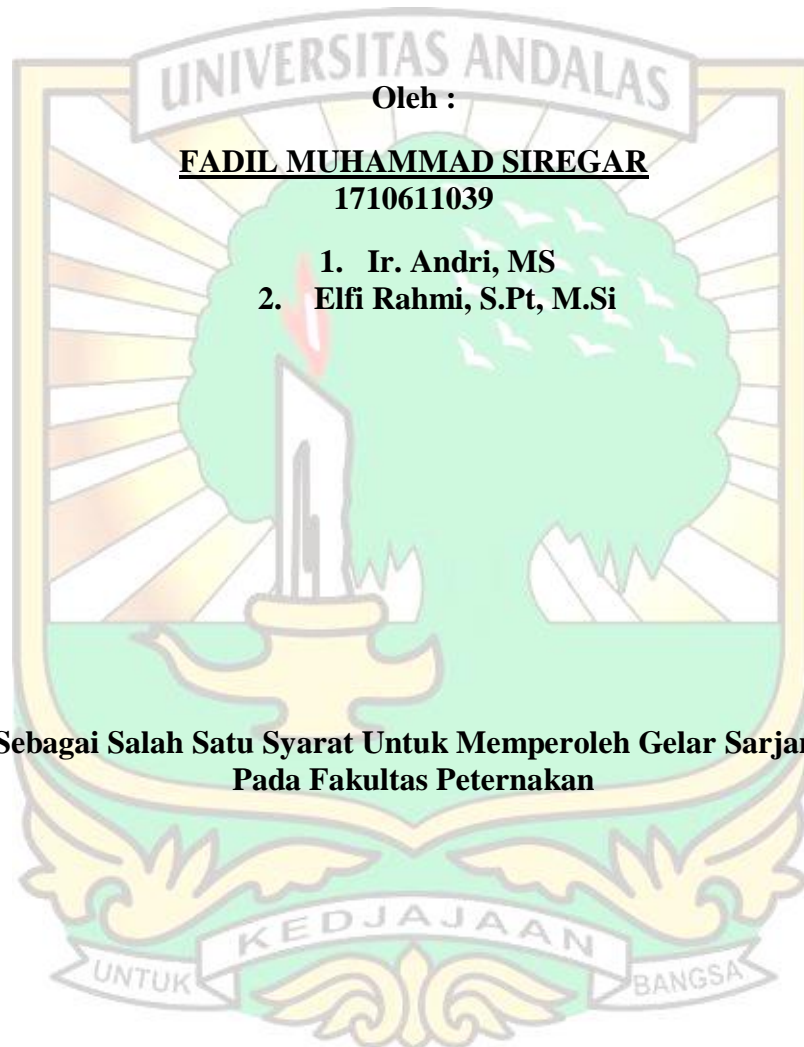 UNIVERSITAS ANDALAS
Oleh :
FADIL MUHAMMAD SIREGAR
1710611039
1. Ir. Andri, MS
2. Elfi Rahmi, S.Pt, M.Si
Sebagai Salah Satu Syarat Untuk Memperoleh Gelar
Pada Fakultas Peternakan
KEDJAJAAN
UNTUK BANGSA